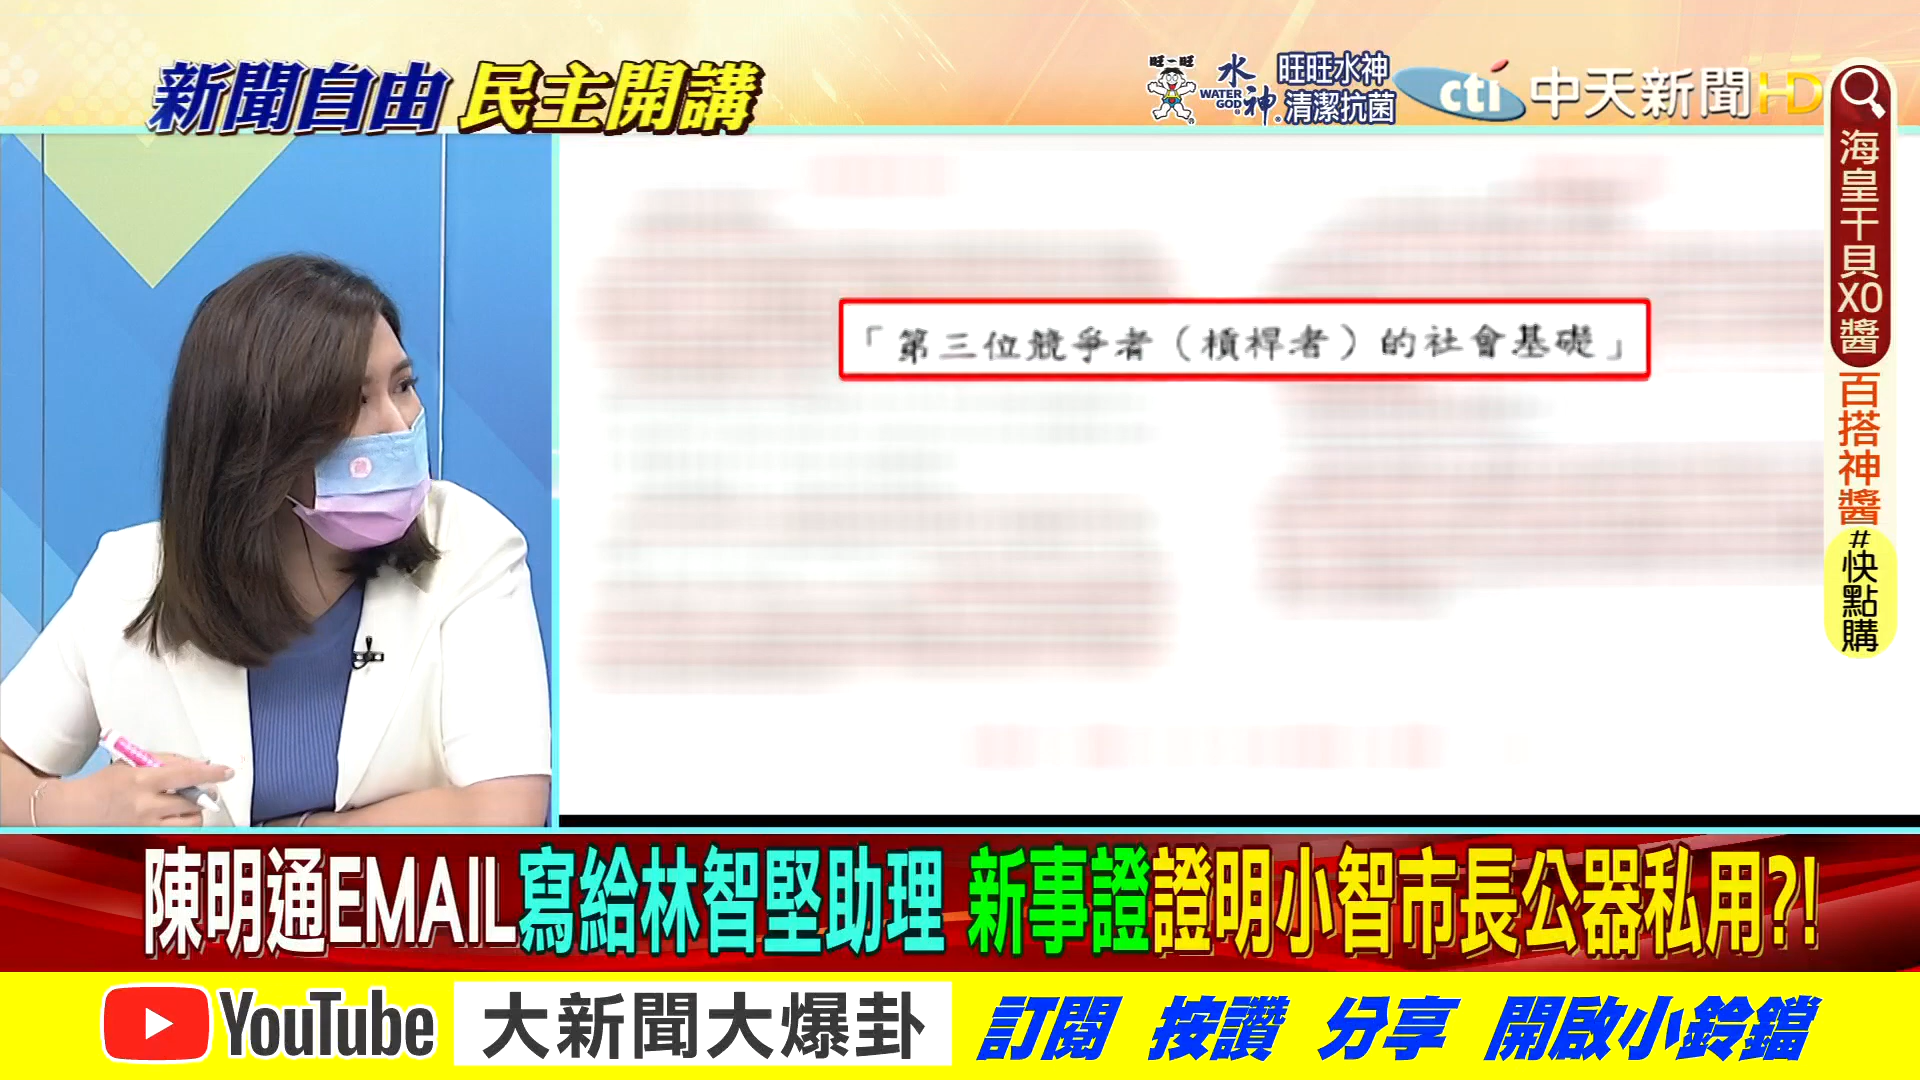 新聞自由 民主開講
旺一旺
水神
WATER GOD
旺旺水神
清潔抗菌
cti 中天新聞HD
海皇干貝XO醬
百搭神醬
#快點購
「第三位競爭者（槓桿者）的社會基礎」
陳明通EMAIL寫給林智堅助理 新事證證明小智市長公器私用?!
YouTube 大新聞大爆卦 訂閱 按讚 分享 開啟小鈴鐺